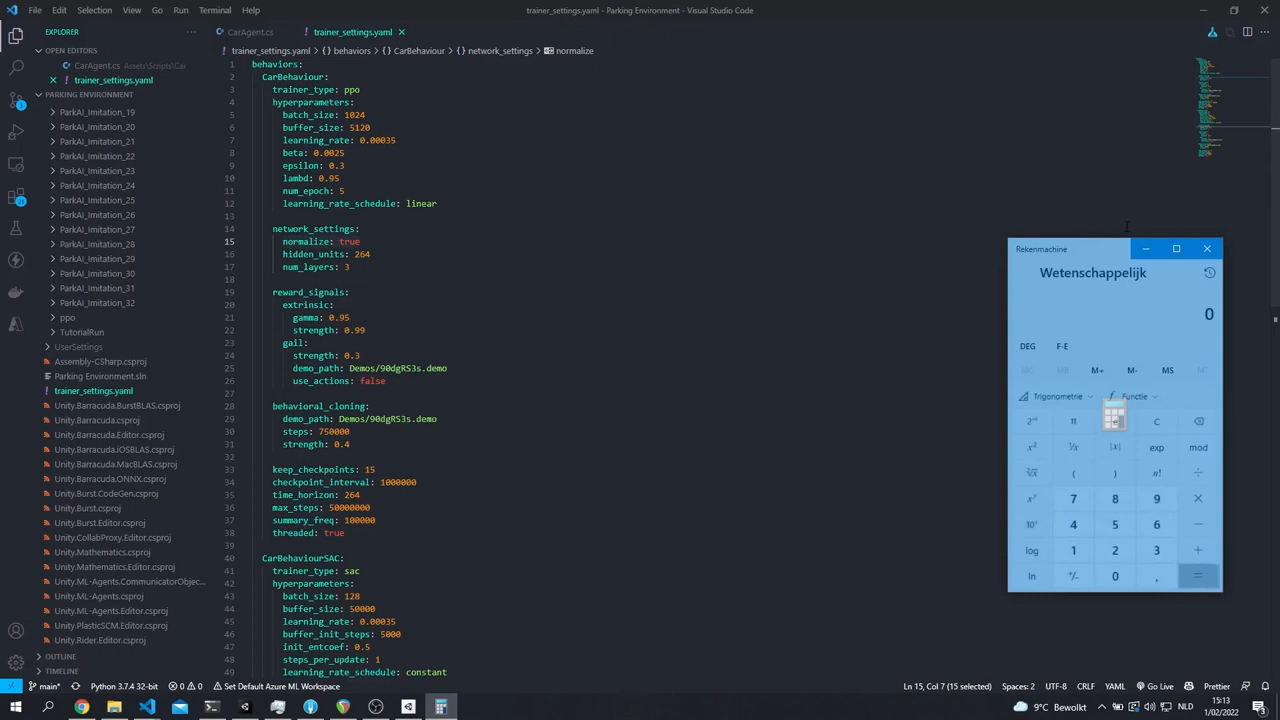 File Edit Selection View Go Run Terminal Help
trainer_settings.yaml - Parking Environment - Visual Studio Code
EXPLORER
OPEN EDITORS
CarAgent.cs Assets\Scripts\Car
trainer_settings.yaml
PARKING ENVIRONMENT
ParkAI_Imitation_19
ParkAI_Imitation_20
ParkAI_Imitation_21
ParkAI_Imitation_22
ParkAI_Imitation_23
ParkAI_Imitation_24
ParkAI_Imitation_25
ParkAI_Imitation_26
ParkAI_Imitation_27
ParkAI_Imitation_28
ParkAI_Imitation_29
ParkAI_Imitation_30
ParkAI_Imitation_31
ParkAI_Imitation_32
ppo
TutorialRun
UserSettings
Assembly-CSharp.csproj
Parking Environment.sln
trainer_settings.yaml
Unity.Barracuda.BurstBLAS.csproj
Unity.Barracuda.csproj
Unity.Barracuda.Editor.csproj
Unity.Barracuda.iOSBLAS.csproj
Unity.Barracuda.MacBLAS.csproj
Unity.Barracuda.ONNX.csproj
Unity.Burst.CodeGen.csproj
Unity.Burst.csproj
Unity.Burst.Editor.csproj
Unity.CollabProxy.Editor.csproj
Unity.Mathematics.csproj
Unity.Mathematics.Editor.csproj
Unity.ML-Agents.CommunicatorObjec...
Unity.ML-Agents.csproj
Unity.ML-Agents.Editor.csproj
Unity.PlasticSCM.Editor.csproj
Unity.Rider.Editor.csproj
OUTLINE
TIMELINE
CarAgent.cs
trainer_settings.yaml
trainer_settings.yaml > {} behaviors > {} CarBehaviour > {} network_settings > normalize
1 behaviors:
2 CarBehaviour:
3 trainer_type: ppo
4 hyperparameters:
5 batch_size: 1024
6 buffer_size: 5120
7 learning_rate: 0.00035
8 beta: 0.0025
9 epsilon: 0.3
10 lambd: 0.95
11 num_epoch: 5
12 learning_rate_schedule: linear
13
14 network_settings:
15 normalize: true
16 hidden_units: 264
17 num_layers: 3
18
19 reward_signals:
20 extrinsic:
21 gamma: 0.95
22 strength: 0.99
23 gail:
24 strength: 0.3
25 demo_path: Demos/90dgRS3s.demo
26 use_actions: false
27
28 behavioral_cloning:
29 demo_path: Demos/90dgRS3s.demo
30 steps: 750000
31 strength: 0.4
32
33 keep_checkpoints: 15
34 checkpoint_interval: 1000000
35 time_horizon: 264
36 max_steps: 50000000
37 summary_freq: 100000
38 threaded: true
39
40 CarBehaviourSAC:
41 trainer_type: sac
42 hyperparameters:
43 batch_size: 128
44 buffer_size: 50000
45 learning_rate: 0.00035
46 buffer_init_steps: 5000
47 init_entcoef: 0.5
48 steps_per_update: 1
49 learning_rate_schedule: constant
Rekenmachine
Wetenschappelijk
0
DEG F-E
M+ M- MS
Trigonometrie Functie
π C
x² ¹/x |x| exp mod
( ) n! ÷
7 8 9 ×
4 5 6 −
log 1 2 3 +
ln +/- 0 , =
main* Python 3.7.4 32-bit 0 0 Set Default Azure ML Workspace
Ln 15, Col 7 (15 selected) Spaces: 2 UTF-8 CRLF YAML Go Live Prettier
9°C Bewolkt NLD 15:13
1/02/2022 3